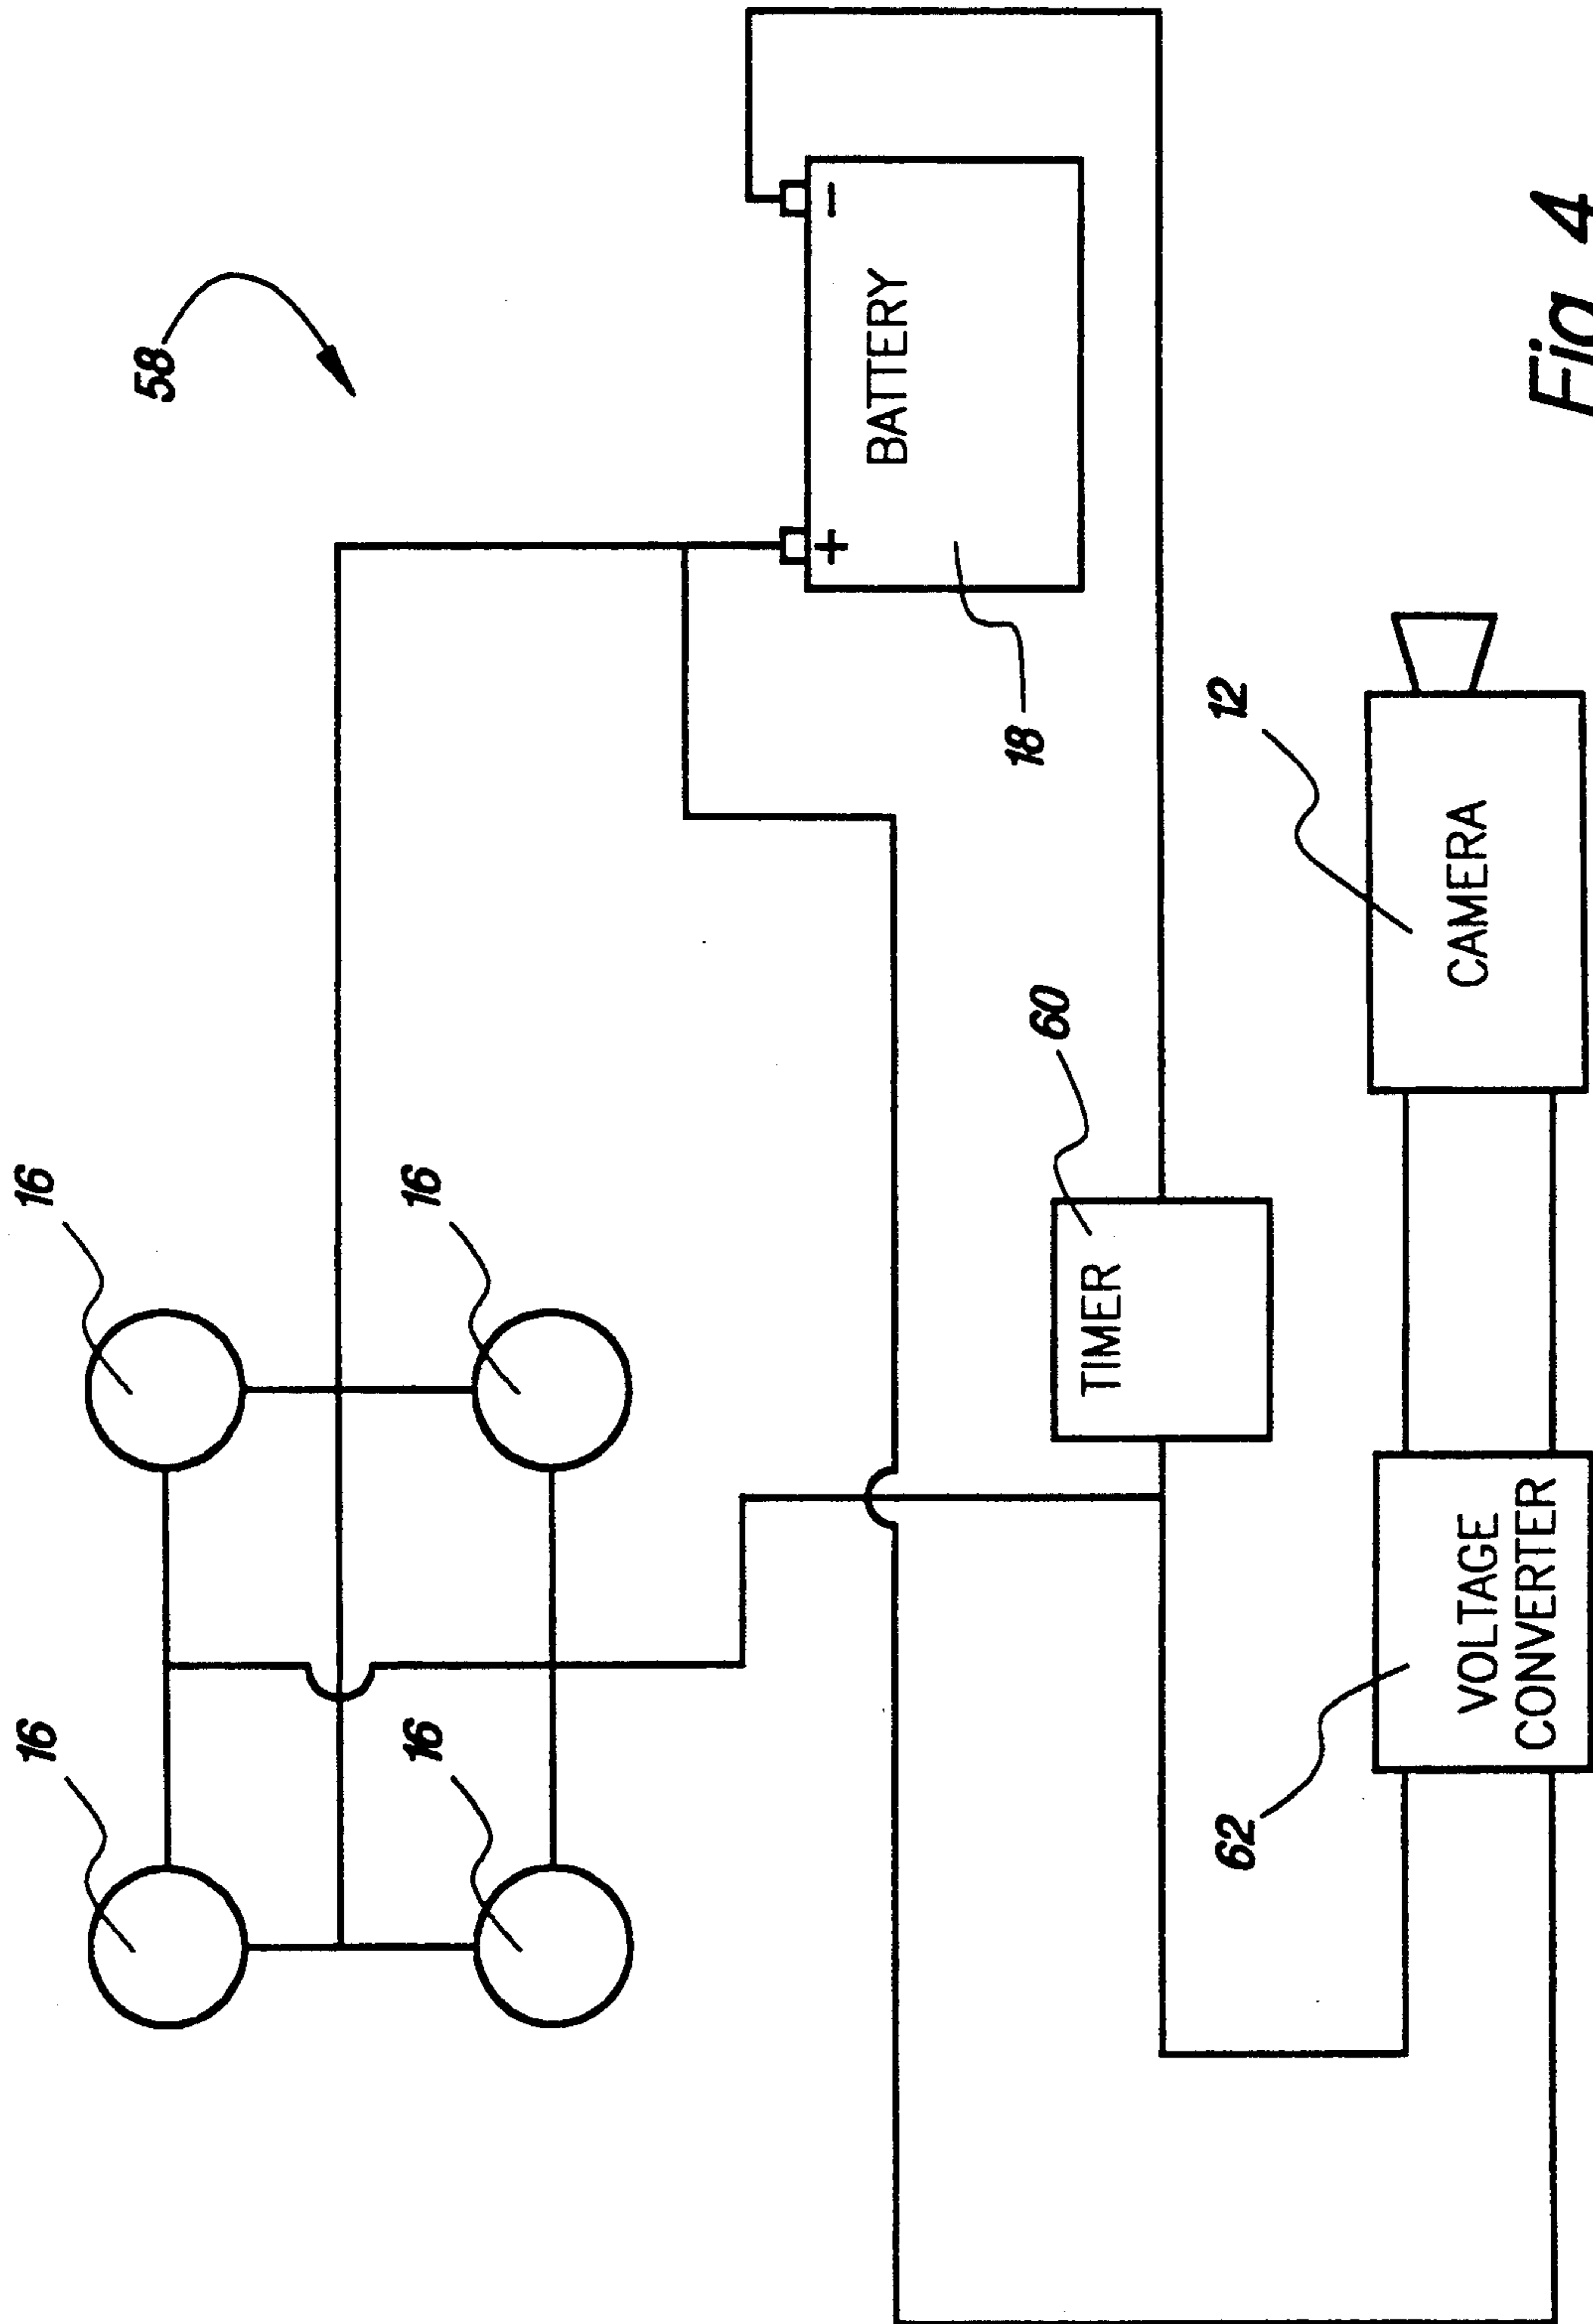 58
16
16
16
16
BATTERY
+
-
18
60
TIMER
12
CAMERA
62
VOLTAGE
CONVERTER
Fig 4